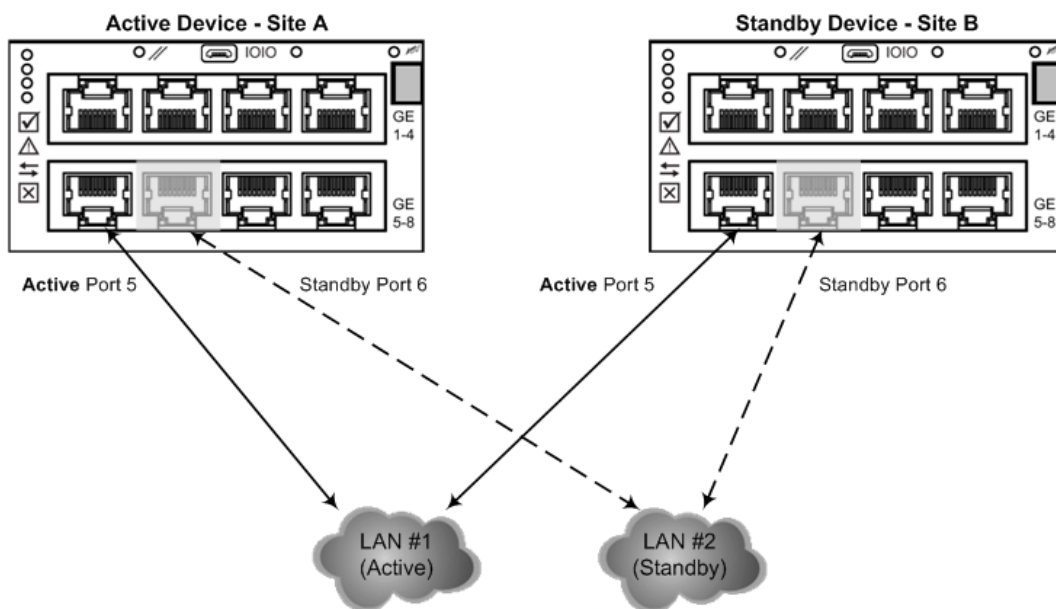 Active Device - Site A
Standby Device - Site B
IOIO
IOIO
GE
1-4
GE
1-4
GE
5-8
GE
5-8
Active Port 5
Standby Port 6
Active Port 5
Standby Port 6
LAN #1
(Active)
LAN #2
(Standby)